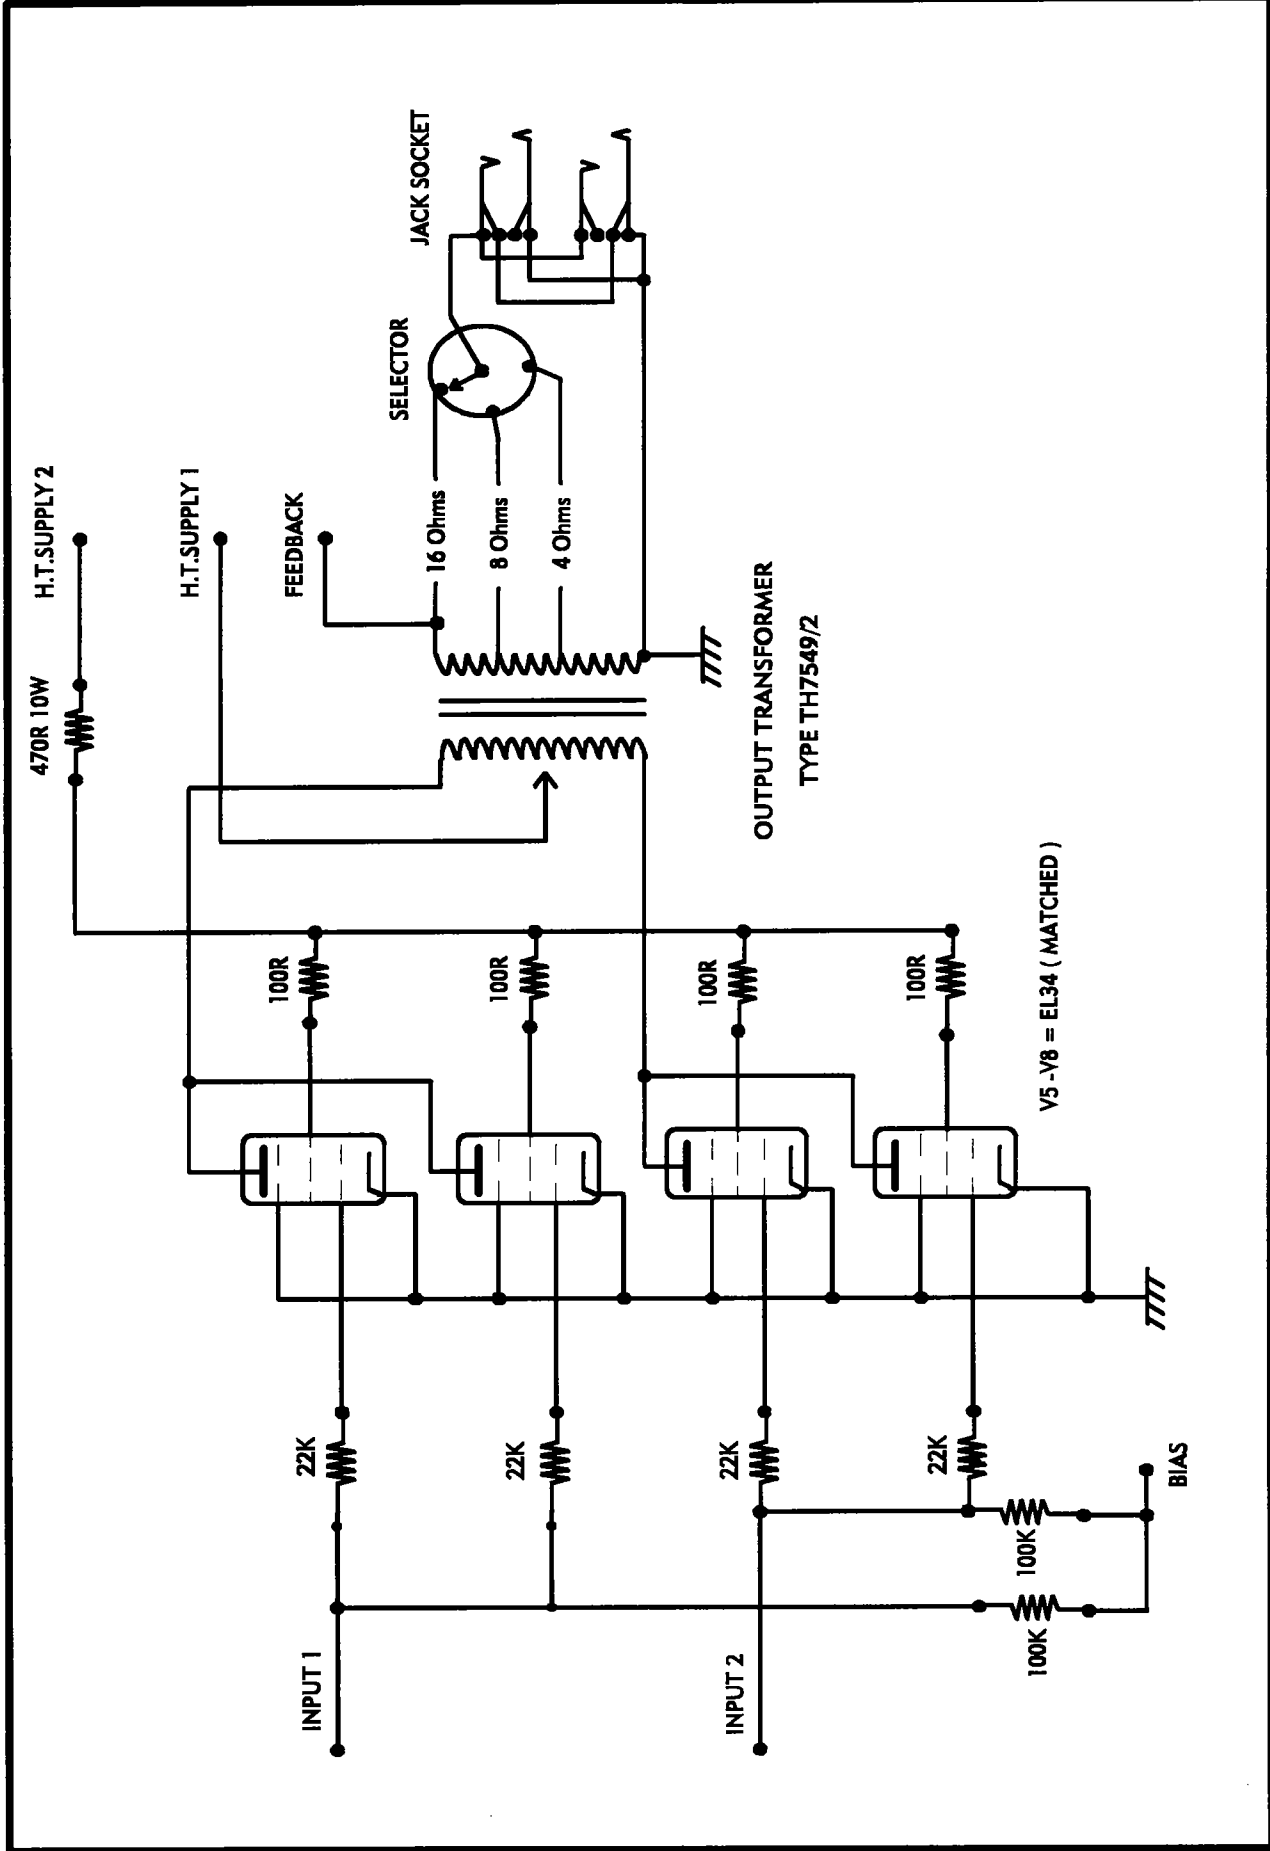 H.T.SUPPLY 2
470R 10W
H.T.SUPPLY 1
FEEDBACK
SELECTOR
JACK SOCKET
16 Ohms
8 Ohms
4 Ohms
100R
100R
100R
100R
OUTPUT TRANSFORMER
TYPE TH7549/2
V5 -V8 = EL34 ( MATCHED )
22K
22K
22K
22K
INPUT 1
INPUT 2
100K
100K
BIAS